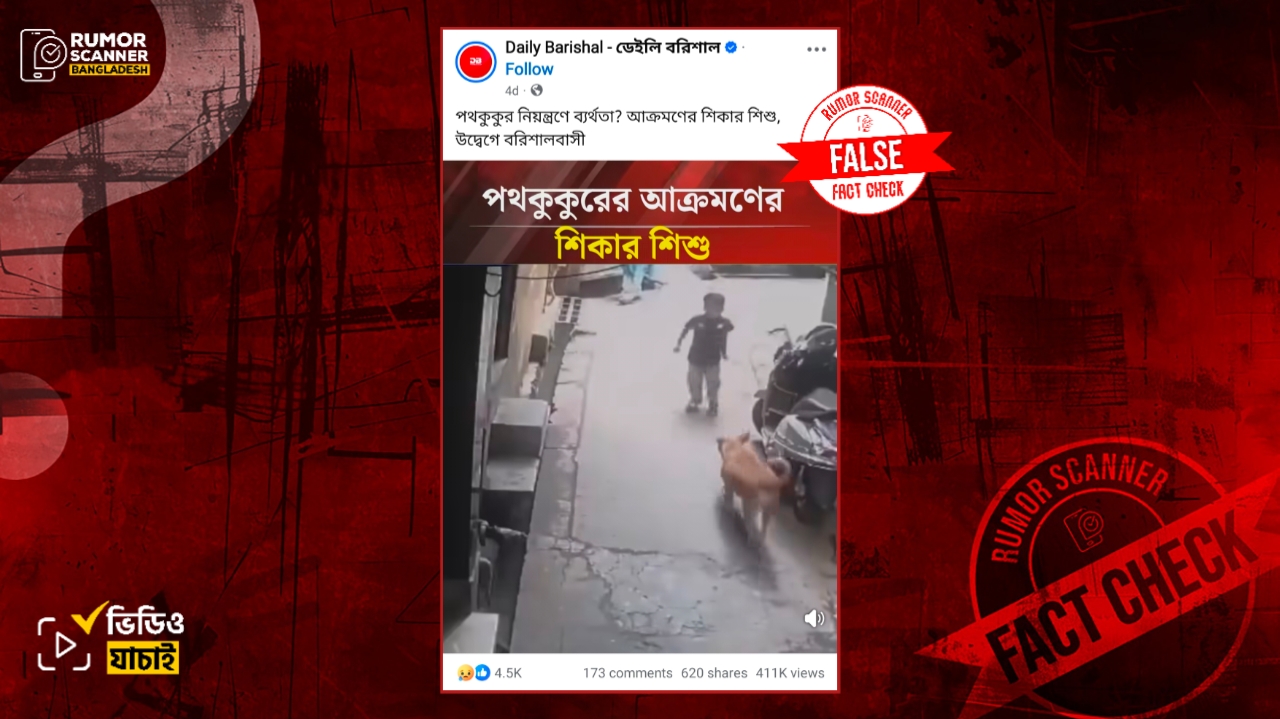 RUMOR
SCANNER
BANGLADESH
Daily Barishal - ডেইলি বরিশাল
Follow
4d
পথকুকুর নিয়ন্ত্রণে ব্যর্থতা? আক্রমণের শিকার শিশু,
উদ্বেগে বরিশালবাসী
RUMOR SCANNER
FALSE
FACT CHECK
পথকুকুরের আক্রমণের
শিকার শিশু
4.5K
173 comments 620 shares 411K views
ভিডিও
যাচাই
RUMOR SCANNER
FACT CHECK